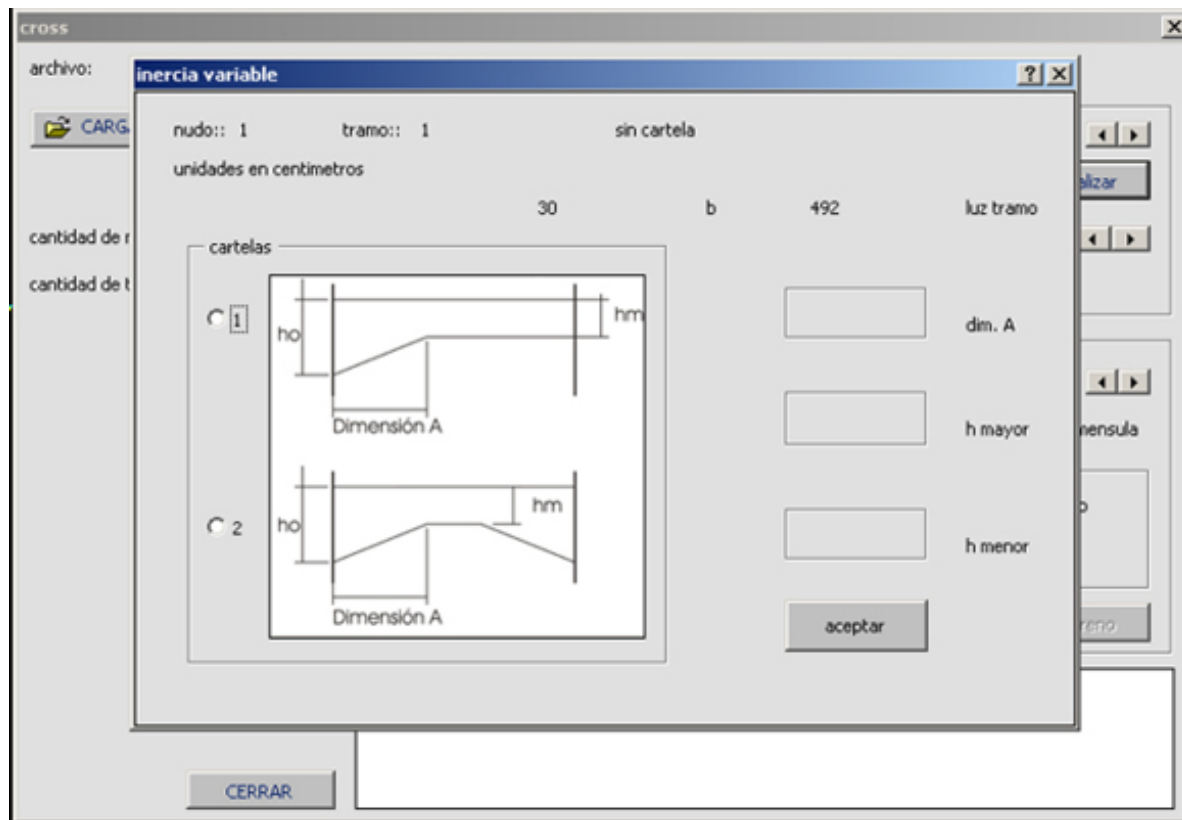 cross
archivo:
inercia variable
CARG
nudo:: 1 tramo:: 1 sin cartela
unidades en centimetros
30 b 492 luz tramo
alizar
cantidad de
cantidad de t
cartelas
1
ho
hm
Dimensión A
dim. A
h mayor
mensula
2
ho
hm
Dimensión A
h menor
aceptar
reno
CERRAR